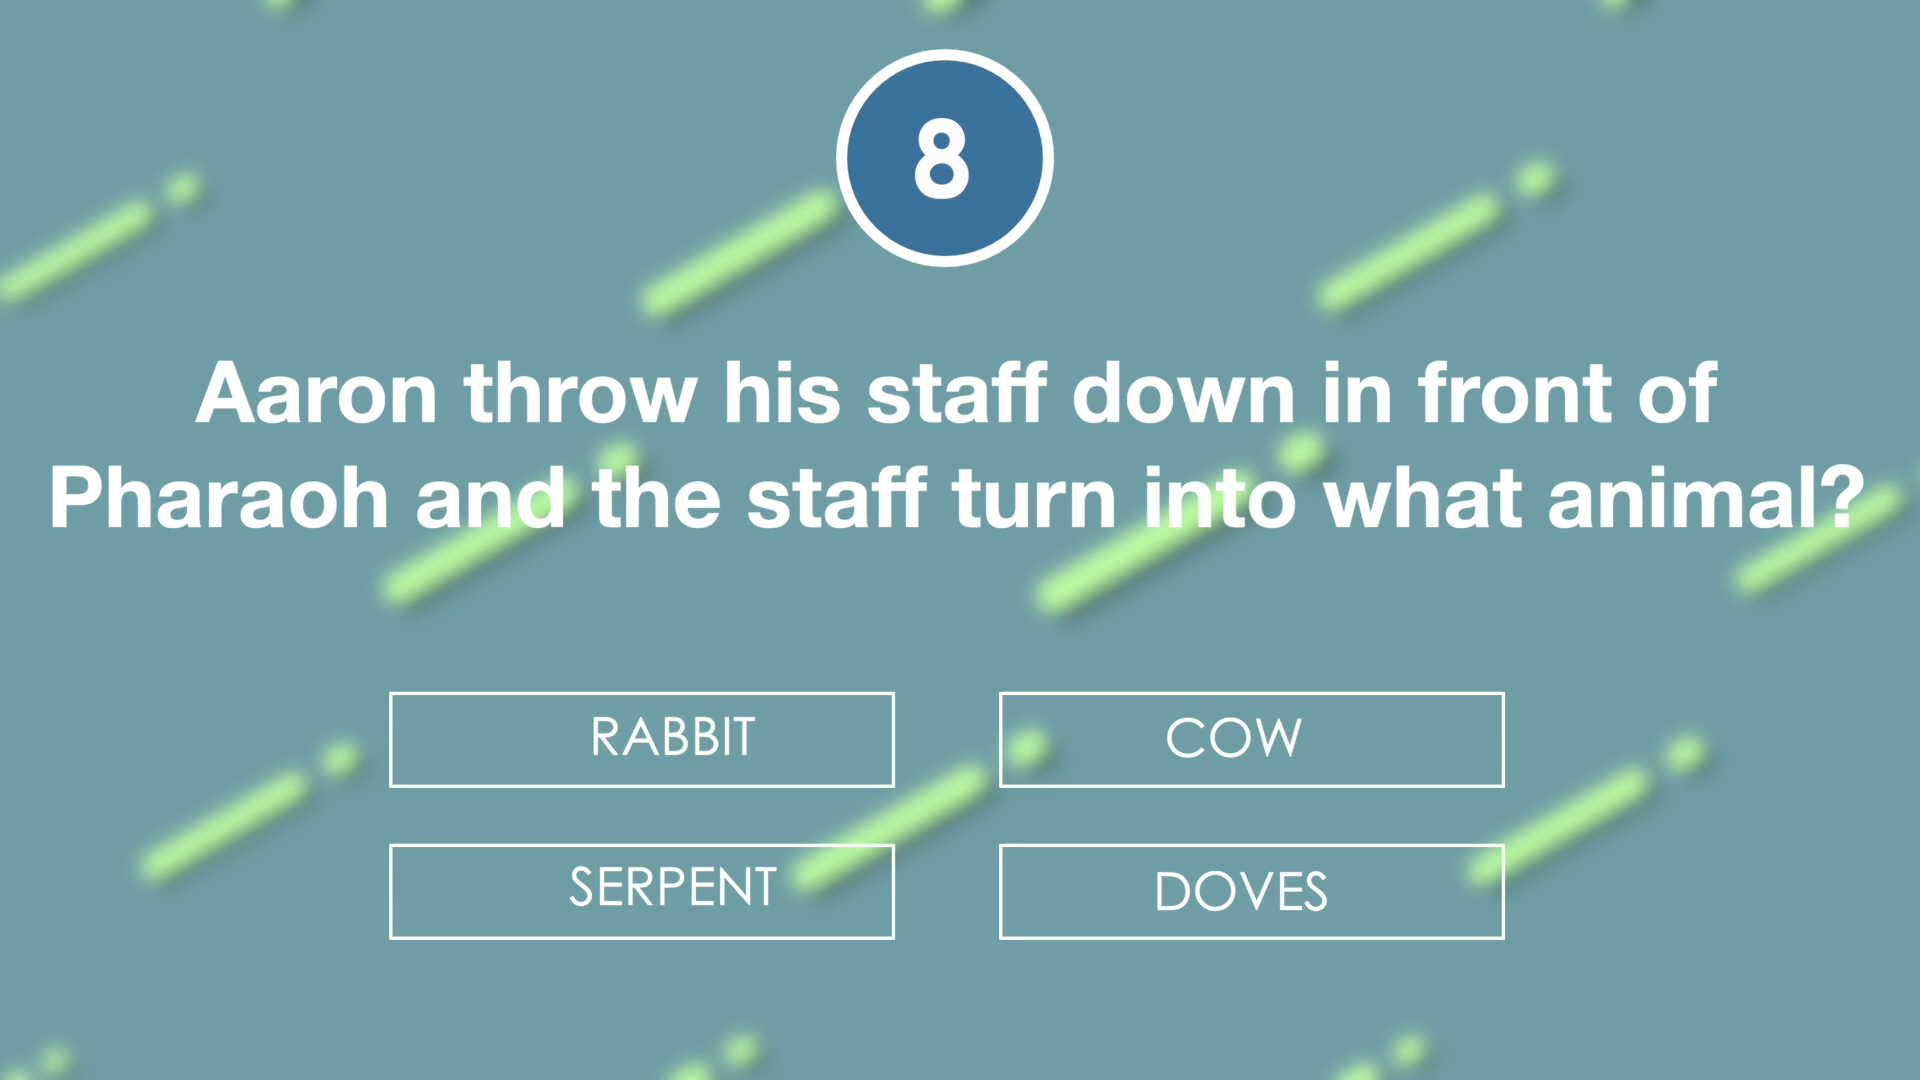 8
Aaron throw his staff down in front of
Pharaoh and the staff turn into what animal?
RABBIT
COW
SERPENT
DOVES